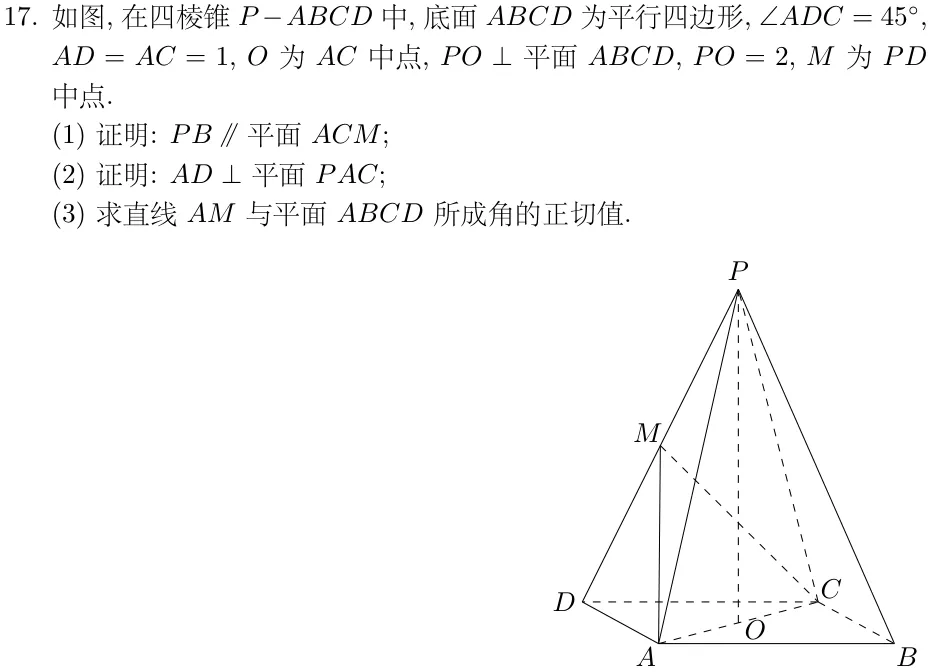 17. 如图, 在四棱锥 P－ABCD 中, 底面 ABCD 为平行四边形, ∠ADC = 45°,
AD = AC = 1, O 为 AC 中点, PO ⊥ 平面 ABCD, PO = 2, M 为 PD
中点.
(1) 证明: PB ∥ 平面 ACM;
(2) 证明: AD ⊥ 平面 PAC;
(3) 求直线 AM 与平面 ABCD 所成角的正切值.
P
M
D
C
O
A
B